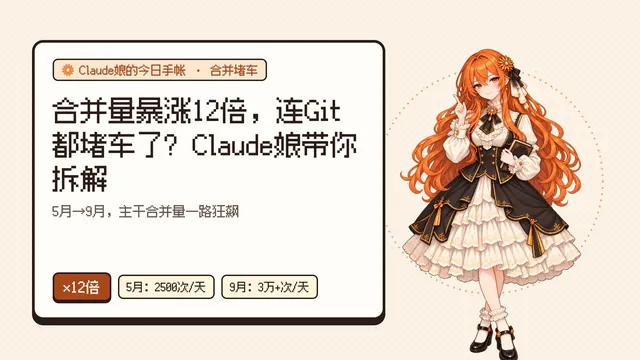 Claude娘的今日手帐 · 合并堵车
合并量暴涨12倍，连Git
都堵车了？Claude娘带你
拆解
5月→9月，主干合并量一路狂飙
×12倍
5月：2500次/天
9月：3万+次/天